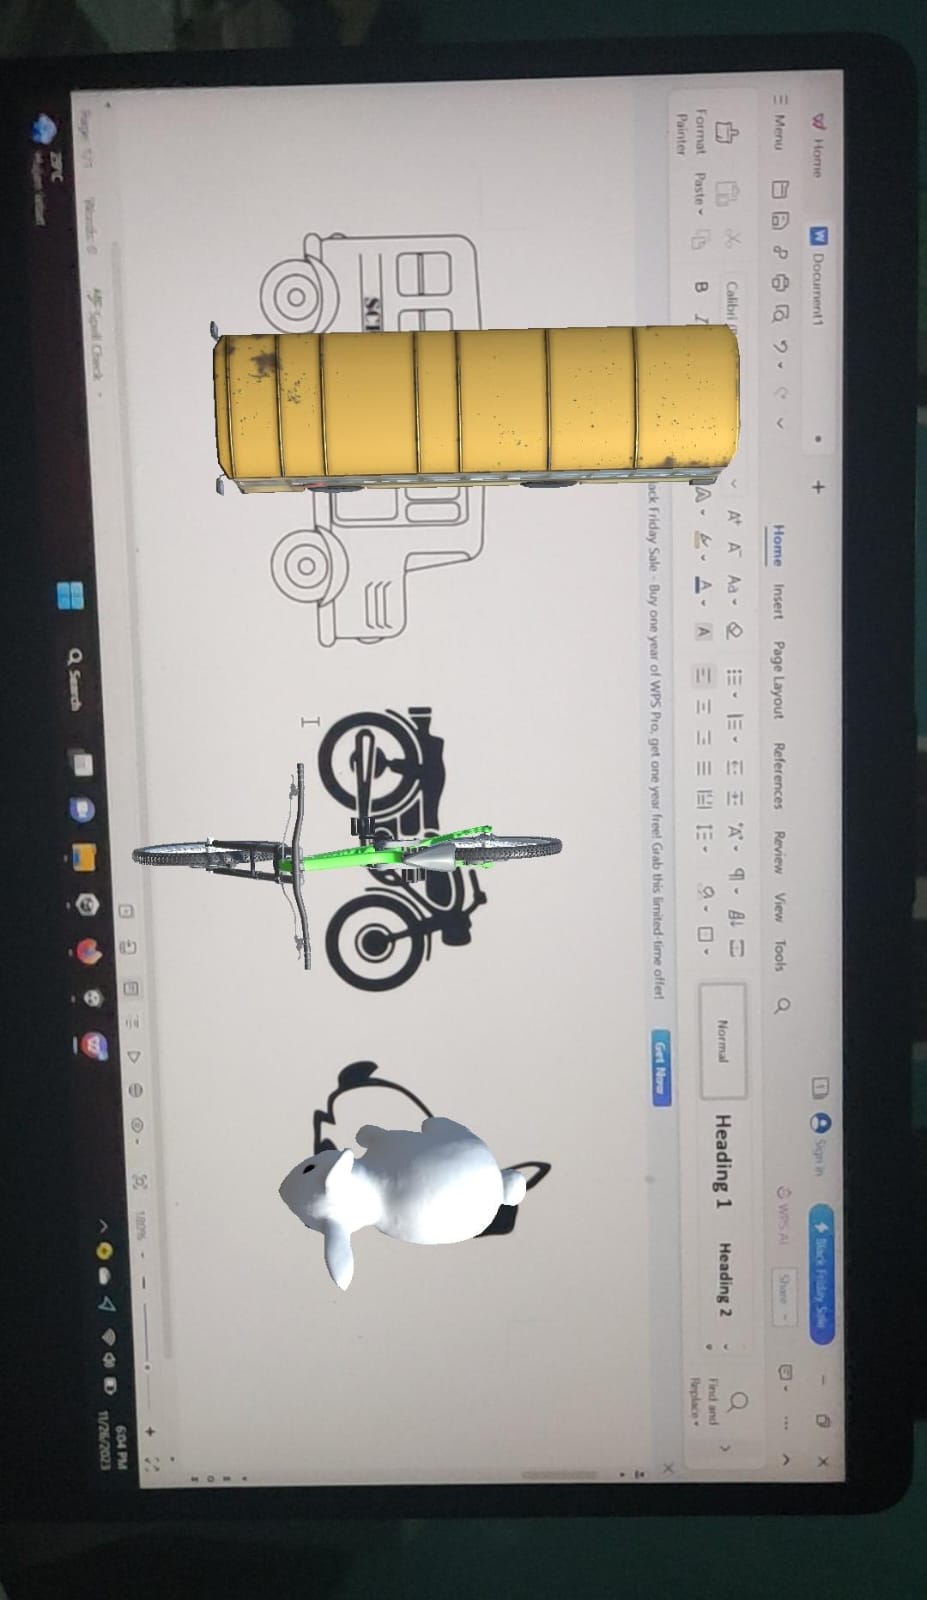 Home
Document1
+
Sign in
Black Friday Sale
Menu
Home Insert Page Layout References Review View Tools
WPS AI
Share
Format
Painter
Paste
Calibri
A+ A- Aa
Normal
Heading 1
Heading 2
Find and
Replace
B I
A
A
A
ack Friday Sale - Buy one year of WPS Pro, get one year free! Grab this limited-time offer!
Get Now
SC
Page: 1/1 Words: 0 Spell Check
180%
29°C
Search
6:04 PM
11/26/2023